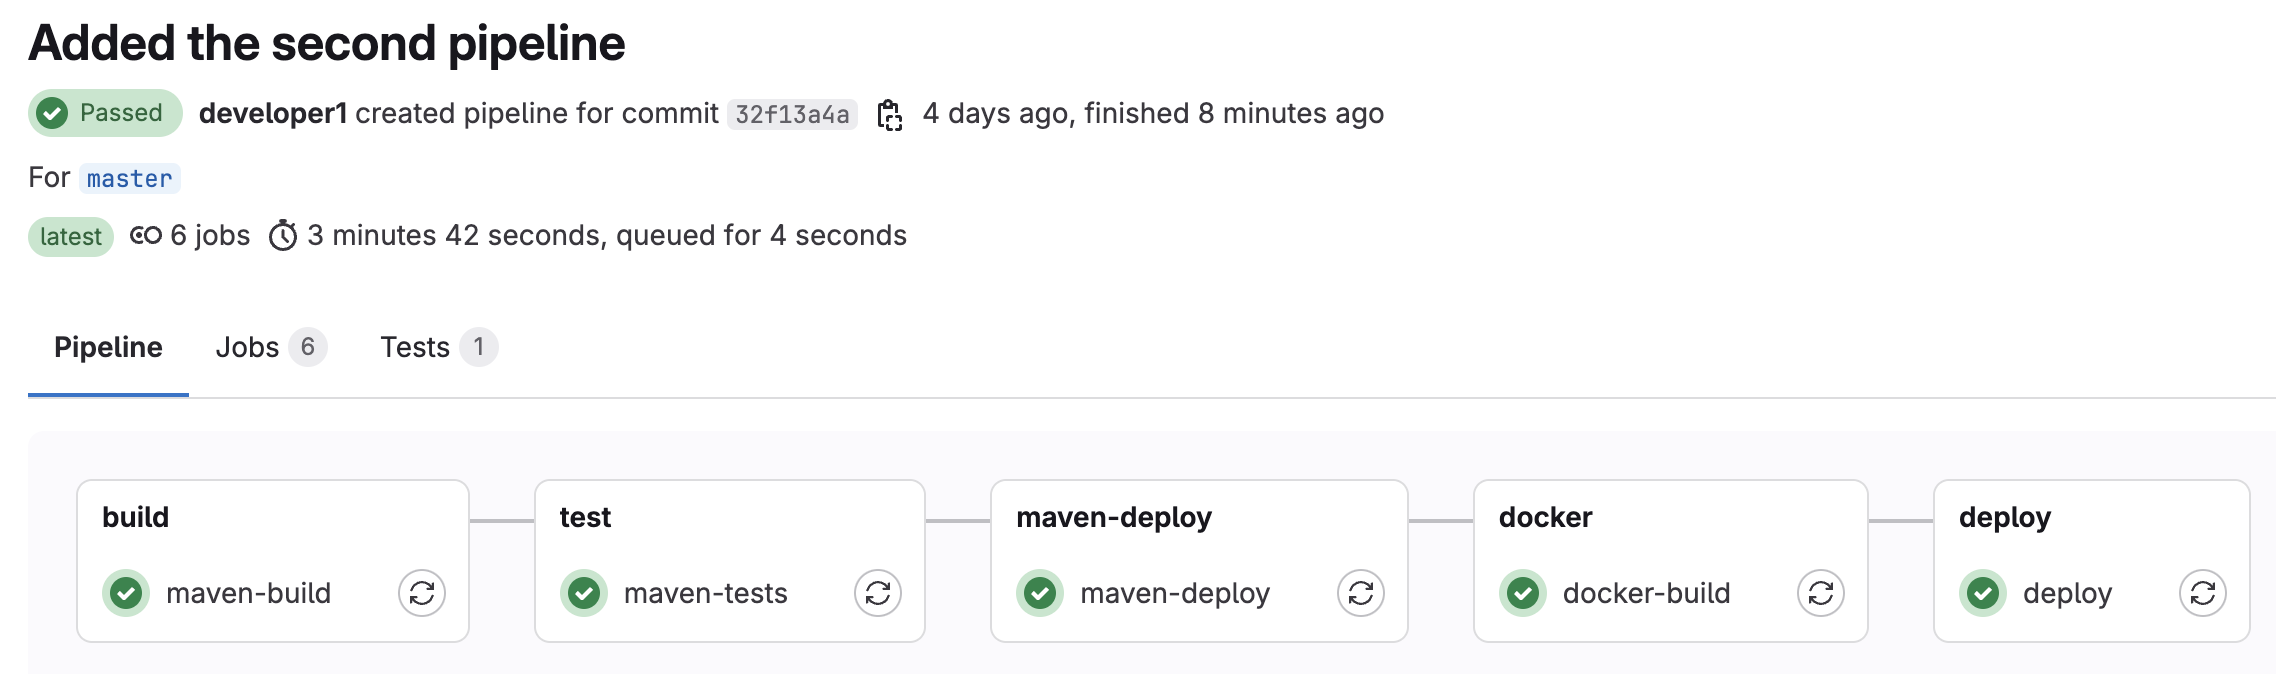 Added the second pipeline
Passed developer1 created pipeline for commit 32f13a4a 4 days ago, finished 8 minutes ago
For master
latest 6 jobs 3 minutes 42 seconds, queued for 4 seconds
Pipeline Jobs 6 Tests 1
build test maven-deploy docker deploy
maven-build maven-tests maven-deploy docker-build deploy